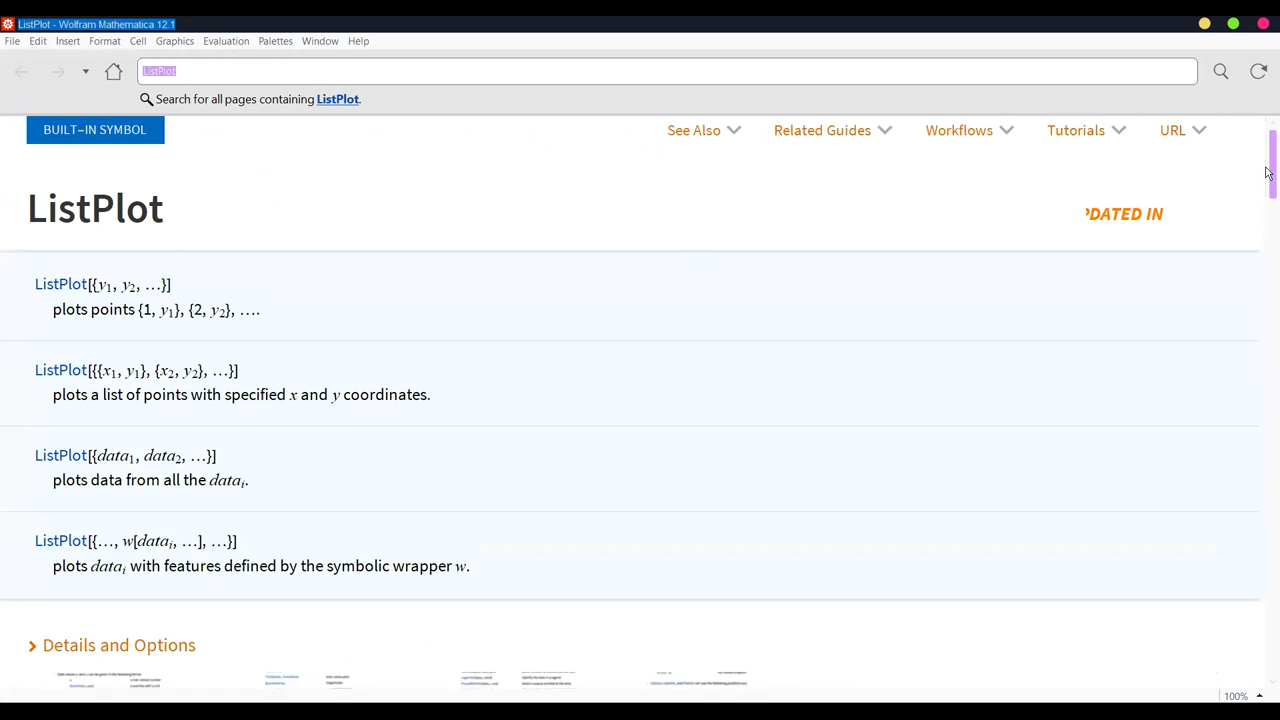 ListPlot - Wolfram Mathematica 12.1
File Edit Insert Format Cell Graphics Evaluation Palettes Window Help
ListPlot
Search for all pages containing ListPlot.
BUILT-IN SYMBOL
See Also Related Guides Workflows Tutorials URL
ListPlot
DATED IN
ListPlot[{y₁, y₂, …}]
plots points {1, y₁}, {2, y₂}, ….
ListPlot[{{x₁, y₁}, {x₂, y₂}, …}]
plots a list of points with specified x and y coordinates.
ListPlot[{data₁, data₂, …}]
plots data from all the dataᵢ.
ListPlot[{…, w[dataᵢ, …], …}]
plots dataᵢ with features defined by the symbolic wrapper w.
Details and Options
100%